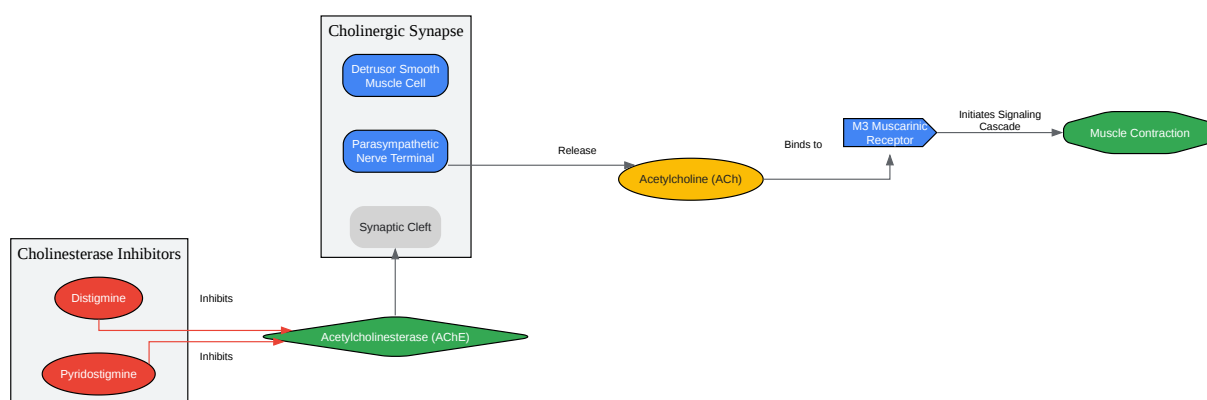 Cholinergic Synapse
Detrusor Smooth
Muscle Cell
Parasympathetic
Nerve Terminal
Synaptic Cleft
Release
Acetylcholine (ACh)
Binds to
M3 Muscarinic
Receptor
Initiates Signaling
Cascade
Muscle Contraction
Cholinesterase Inhibitors
Distigmine
Inhibits
Pyridostigmine
Inhibits
Acetylcholinesterase (AChE)